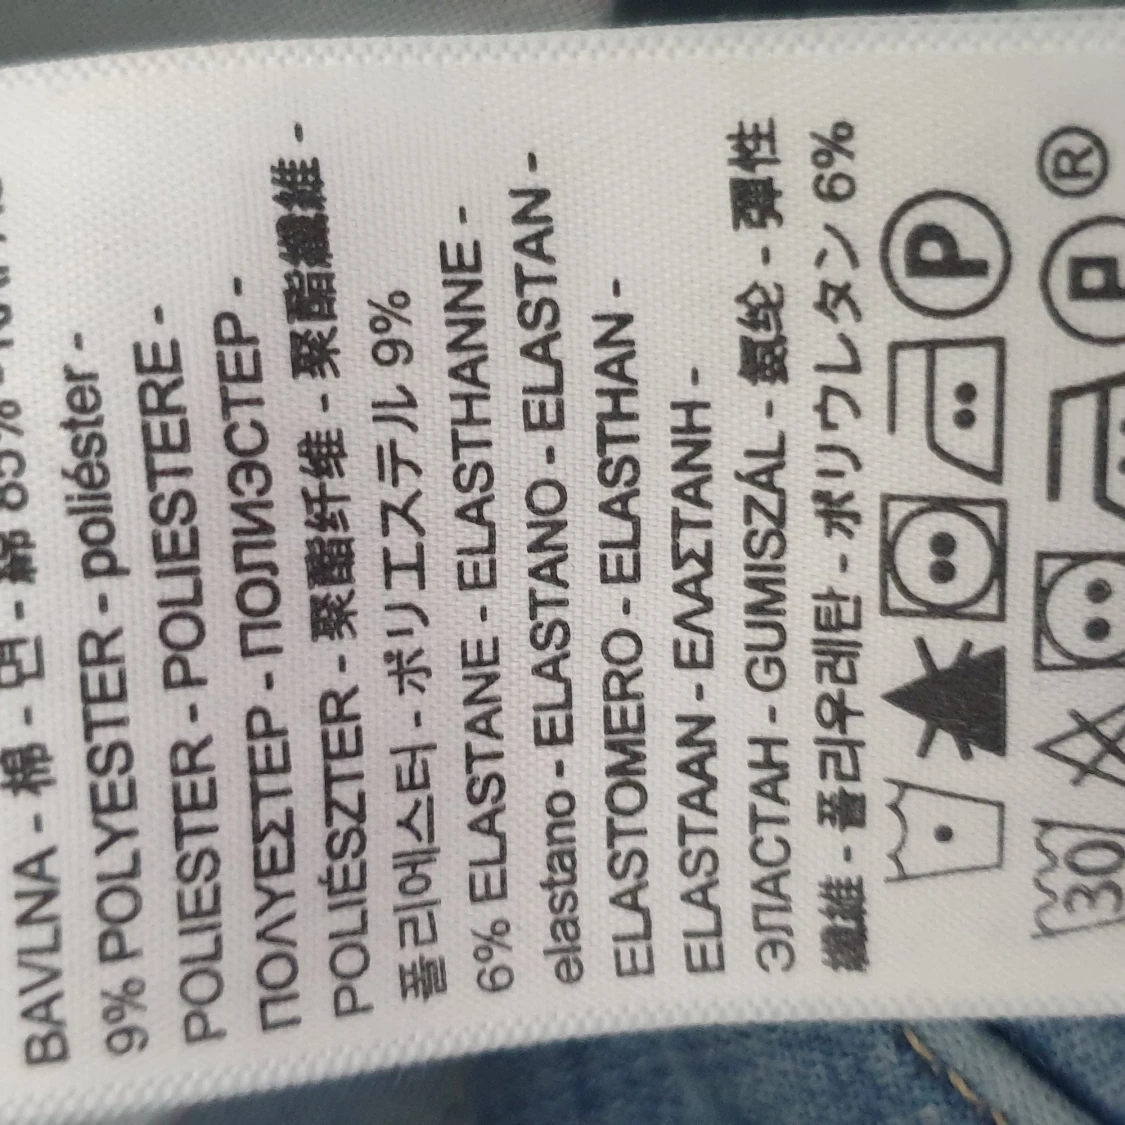 BAVLNA - 棉 - 면 - 綿 85%
9% POLYESTER - poliéster -
POLIESTER - POLIESTERE -
ΠΟΛΥΕΣΤΕΡ - ПОЛИЭСТЕР -
POLIÉSZTER - 聚酯纤维 - 聚酯纖維 -
폴리에스터 - ポリエステル 9%
6% ELASTANE - ELASTHANNE -
elastano - ELASTANO - ELASTAN -
ELASTOMERO - ELASTHAN -
ELASTAAN - ΕΛΑΣΤΑΝΗ -
ЭЛАСТАН - GUMISZÁL - 氨纶 - 彈性
纖維 - 폴리우레탄 - ポリウレタン 6%
P
30 P ®